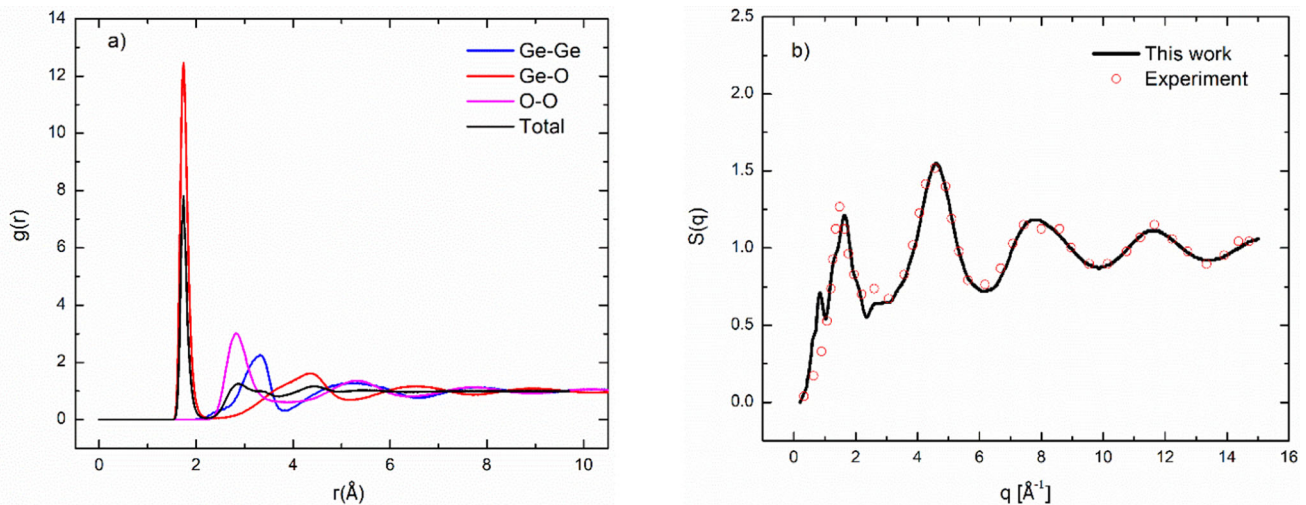 a)
Ge-Ge
Ge-O
O-O
Total
14
12
10
8
6
4
2
0
g(r)
0 2 4 6 8 10
r(Å)
b)
This work
Experiment
2.5
2.0
1.5
1.0
0.5
0.0
S(q)
0 2 4 6 8 10 12 14 16
q [Å⁻¹]